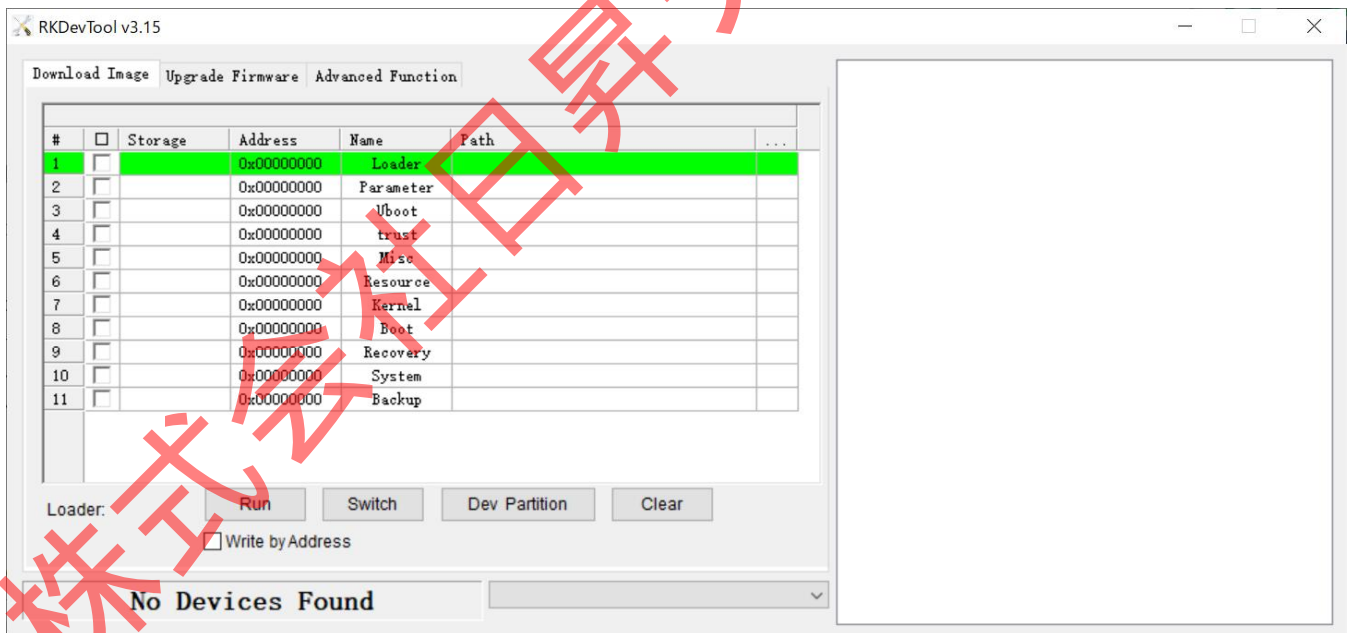 RKDevTool v3.15
Download Image Upgrade Firmware Advanced Function
# Storage Address Name Path ...
1 0x00000000 Loader
2 0x00000000 Parameter
3 0x00000000 Uboot
4 0x00000000 trust
5 0x00000000 Misc
6 0x00000000 Resource
7 0x00000000 Kernel
8 0x00000000 Boot
9 0x00000000 Recovery
10 0x00000000 System
11 0x00000000 Backup
Loader: Run Switch Dev Partition Clear
Write by Address
No Devices Found
株式会社日昇